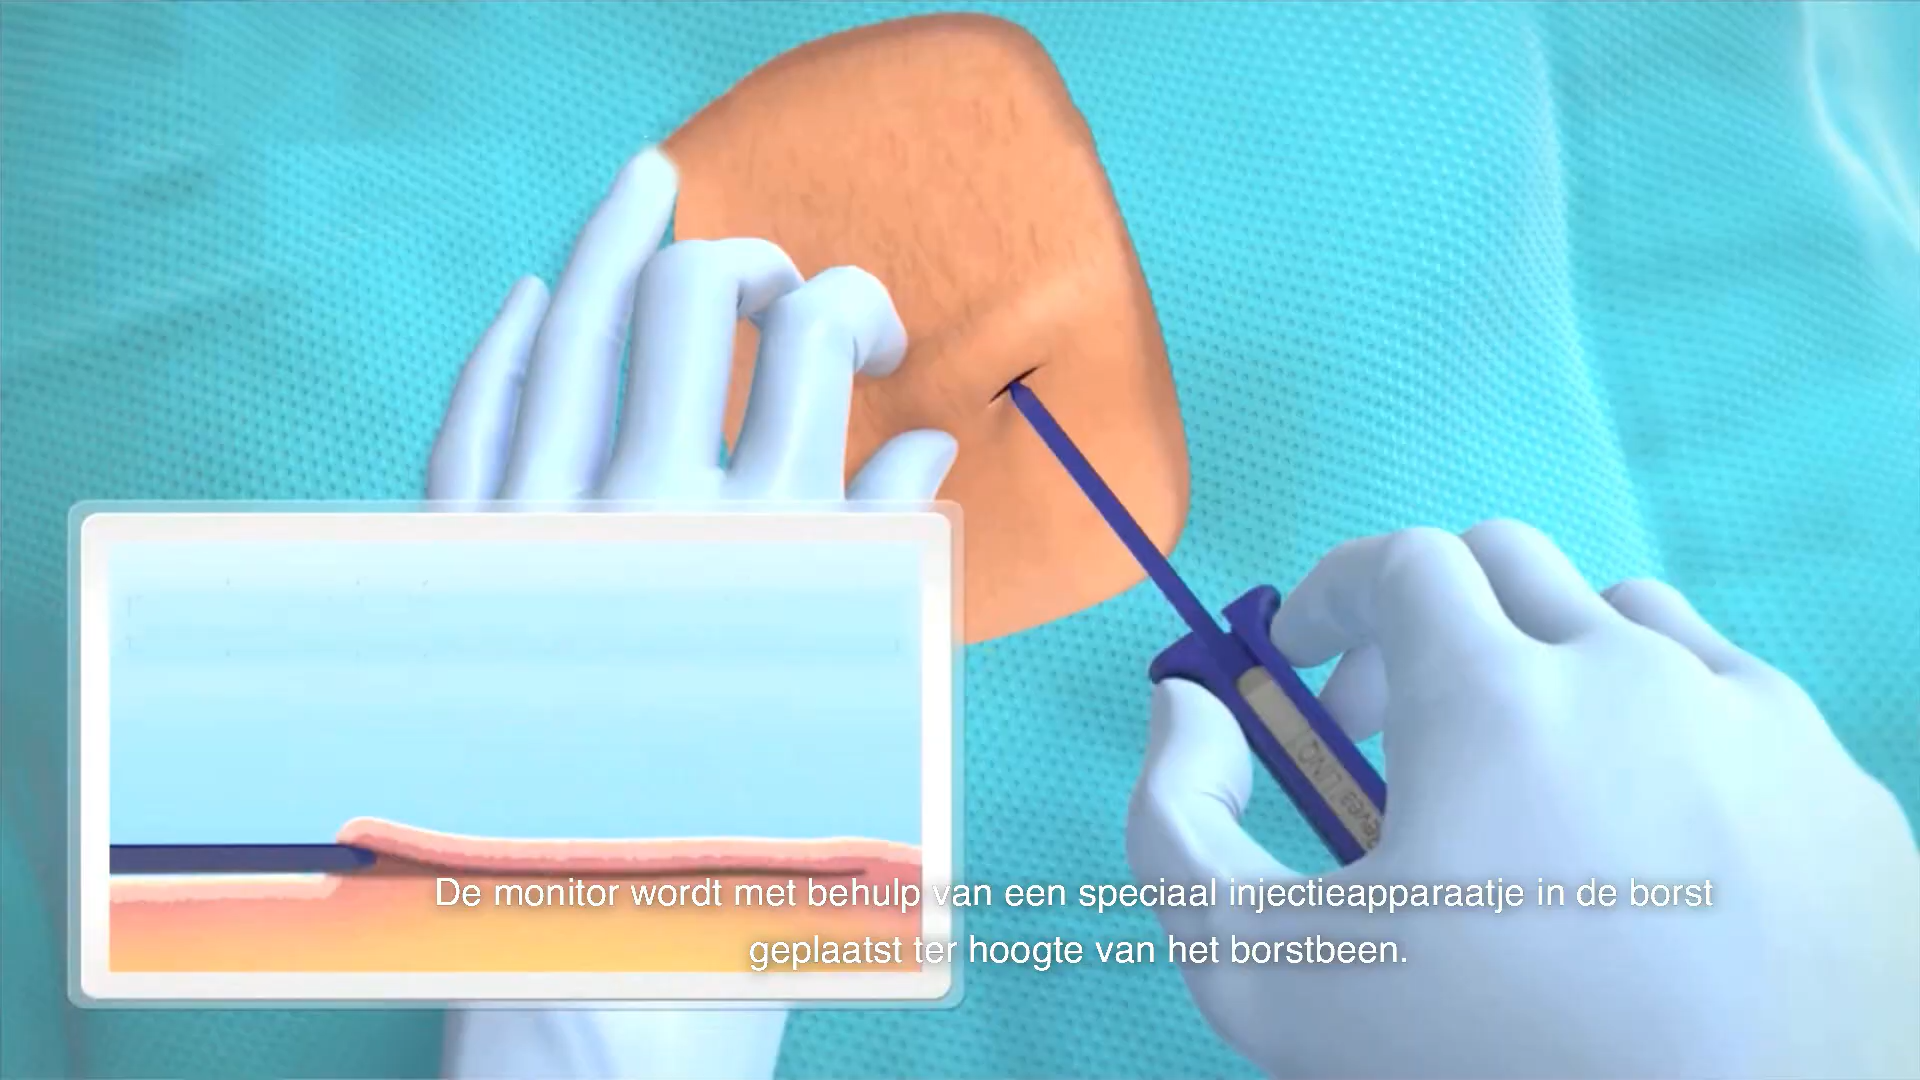 De monitor wordt met behulp van een speciaal injectieapparaatje in de borst
geplaatst ter hoogte van het borstbeen.